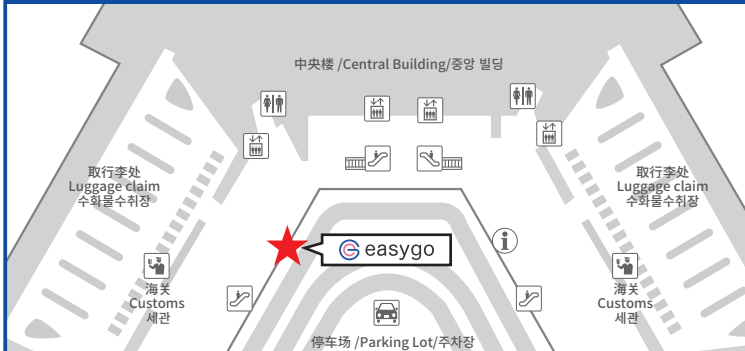 中央楼 /Central Building/중앙 빌딩
取行李处
Luggage claim
수화물수취장
取行李处
Luggage claim
수화물수취장
easygo
海关
Customs
세관
海关
Customs
세관
停车场 /Parking Lot/주차장